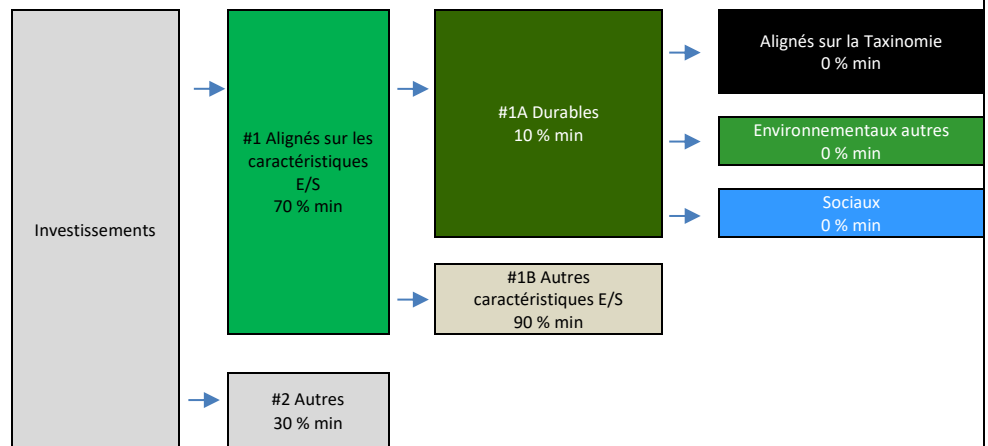 Investissements
#1 Alignés sur les
caractéristiques
E/S
70 % min
#2 Autres
30 % min
#1A Durables
10 % min
#1B Autres
caractéristiques E/S
90 % min
Alignés sur la Taxinomie
0 % min
Environnementaux autres
0 % min
Sociaux
0 % min